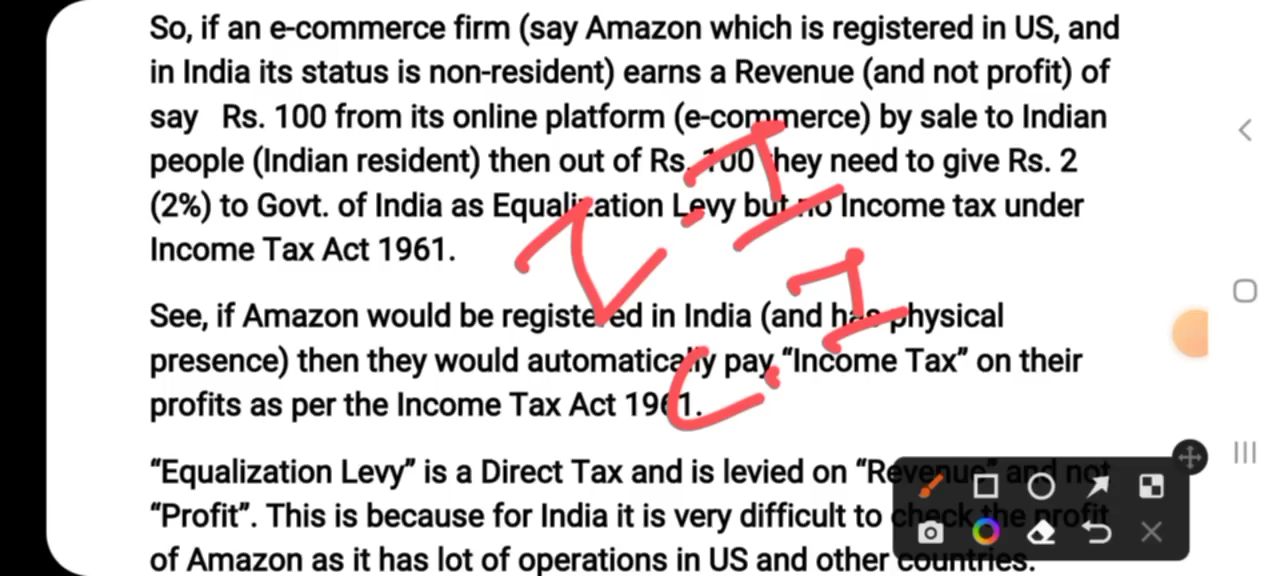 So, if an e-commerce firm (say Amazon which is registered in US, and
in India its status is non-resident) earns a Revenue (and not profit) of
say Rs. 100 from its online platform (e-commerce) by sale to Indian
people (Indian resident) then out of Rs. 100 they need to give Rs. 2
(2%) to Govt. of India as Equalization Levy but no Income tax under
Income Tax Act 1961.
See, if Amazon would be registered in India (and has physical
presence) then they would automatically pay “Income Tax” on their
profits as per the Income Tax Act 1961.
“Equalization Levy” is a Direct Tax and is levied on “Revenue” and not
“Profit”. This is because for India it is very difficult to check the profit
of Amazon as it has lot of operations in US and other countries.